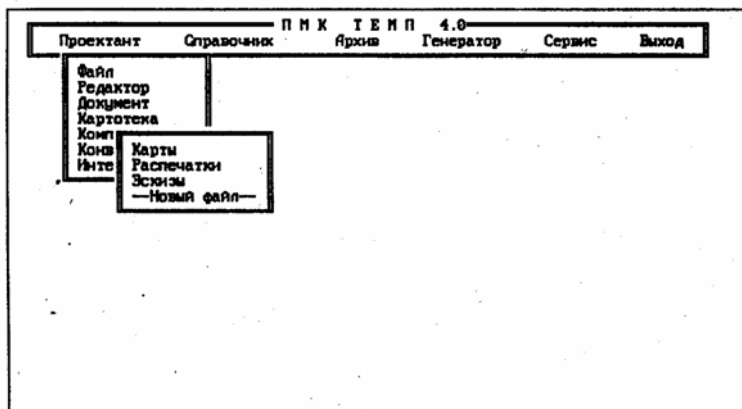 ПМК ТЕМП 4.0
Проектант Справочник Архив Генератор Сервис Выход
Файл
Редактор
Документ
Картотека
Комп
Конв
Инте
Карты
Распечатки
Эскизы
Новый файл